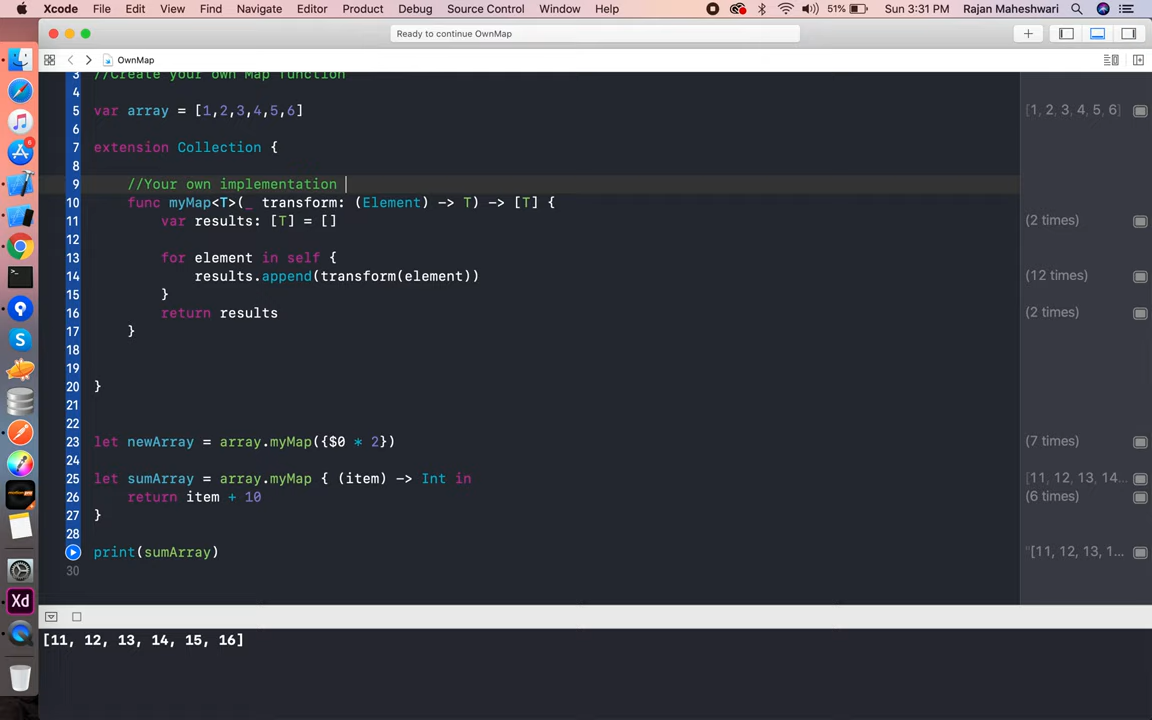 Xcode File Edit View Find Navigate Editor Product Debug Source Control Window Help 51% Sun 3:31 PM Rajan Maheshwari
Ready to continue OwnMap
OwnMap
3 //Create your own Map function
4
5 var array = [1,2,3,4,5,6] [1, 2, 3, 4, 5, 6]
6
7 extension Collection {
8
9 //Your own implementation
10 func myMap<T>(_ transform: (Element) -> T) -> [T] {
11 var results: [T] = [] (2 times)
12
13 for element in self {
14 results.append(transform(element)) (12 times)
15 }
16 return results (2 times)
17 }
18
19
20 }
21
22
23 let newArray = array.myMap({$0 * 2}) (7 times)
24
25 let sumArray = array.myMap { (item) -> Int in [11, 12, 13, 14...
26 return item + 10 (6 times)
27 }
28
print(sumArray) "[11, 12, 13, 1...
30
[11, 12, 13, 14, 15, 16]
6
Xd